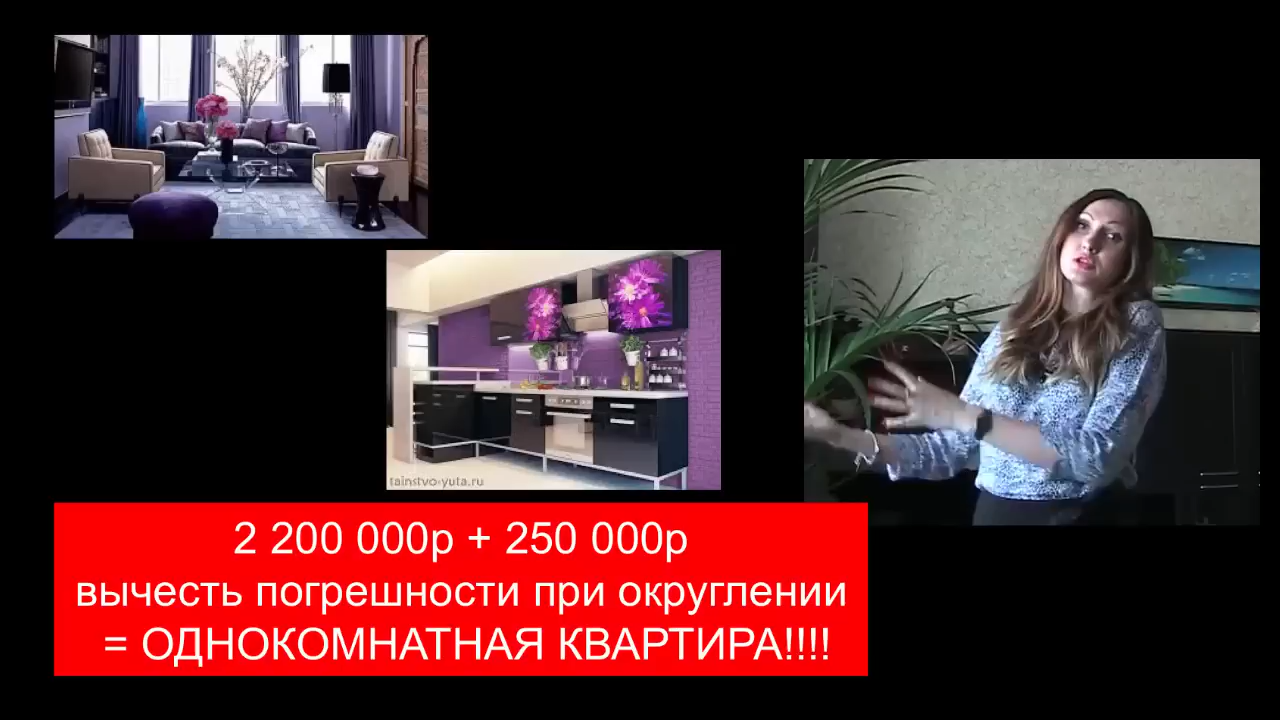 tainstvo-yuta.ru
2 200 000р + 250 000р
вычесть погрешности при округлении
= ОДНОКОМНАТНАЯ КВАРТИРА!!!!